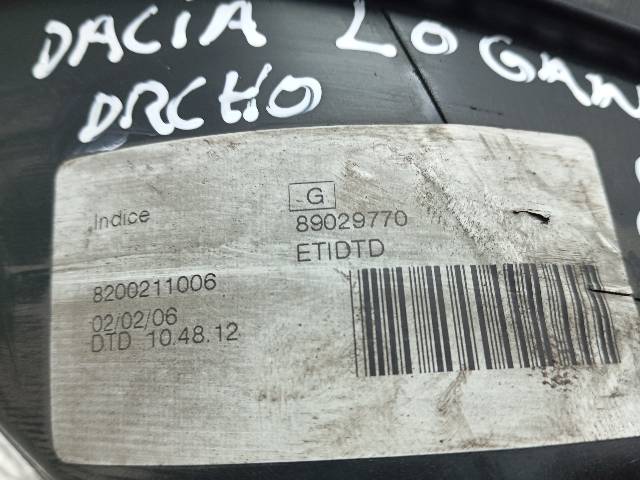 DACIA LOGAN
DRCHO
Indice
G
89029770
ETIDTD
8200211006
02/02/06
DTD 10.48.12